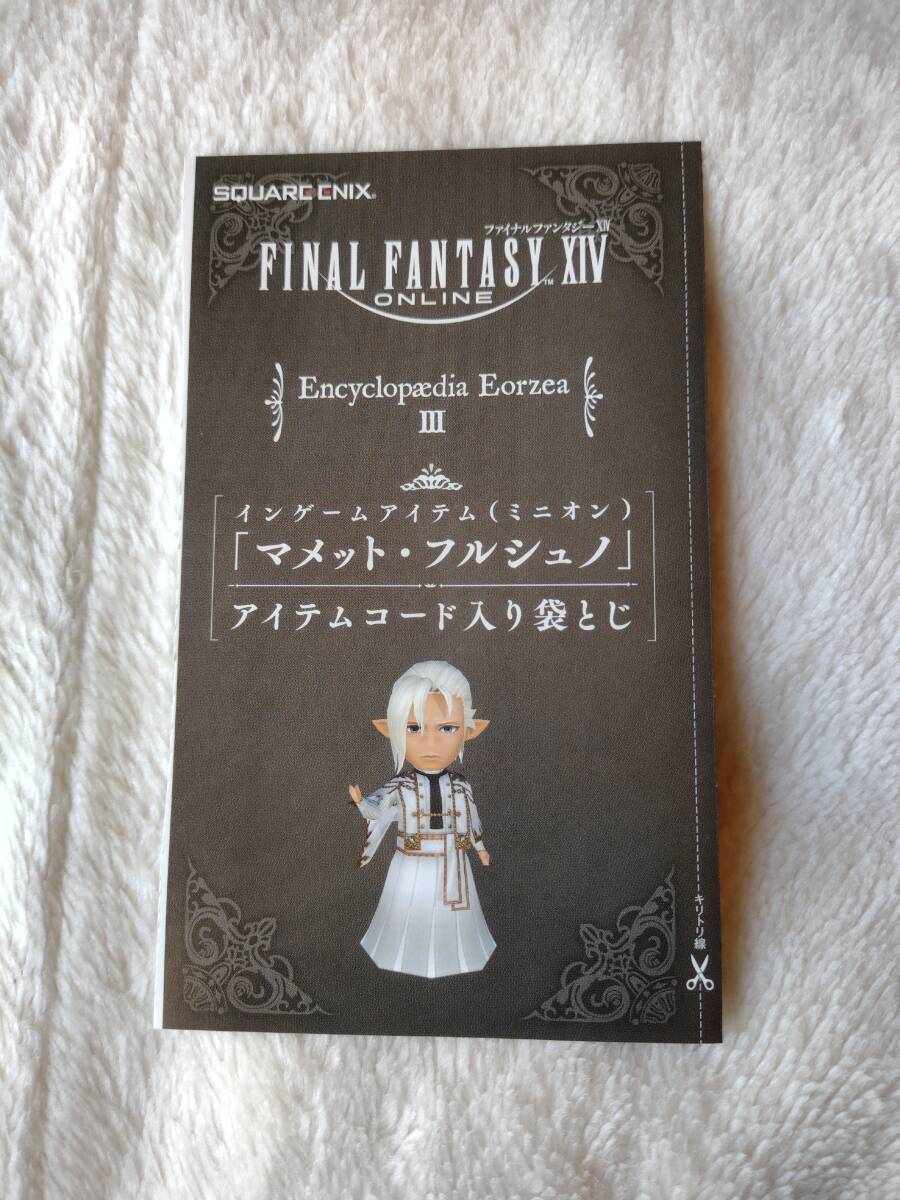 SQUARE ENIX®
ファイナルファンタジーXIV
FINAL FANTASY XIV
™
ONLINE
Encyclopædia Eorzea
III
インゲームアイテム(ミニオン)
「マメット・フルシュノ」
アイテムコード入り袋とじ
キリトリ線